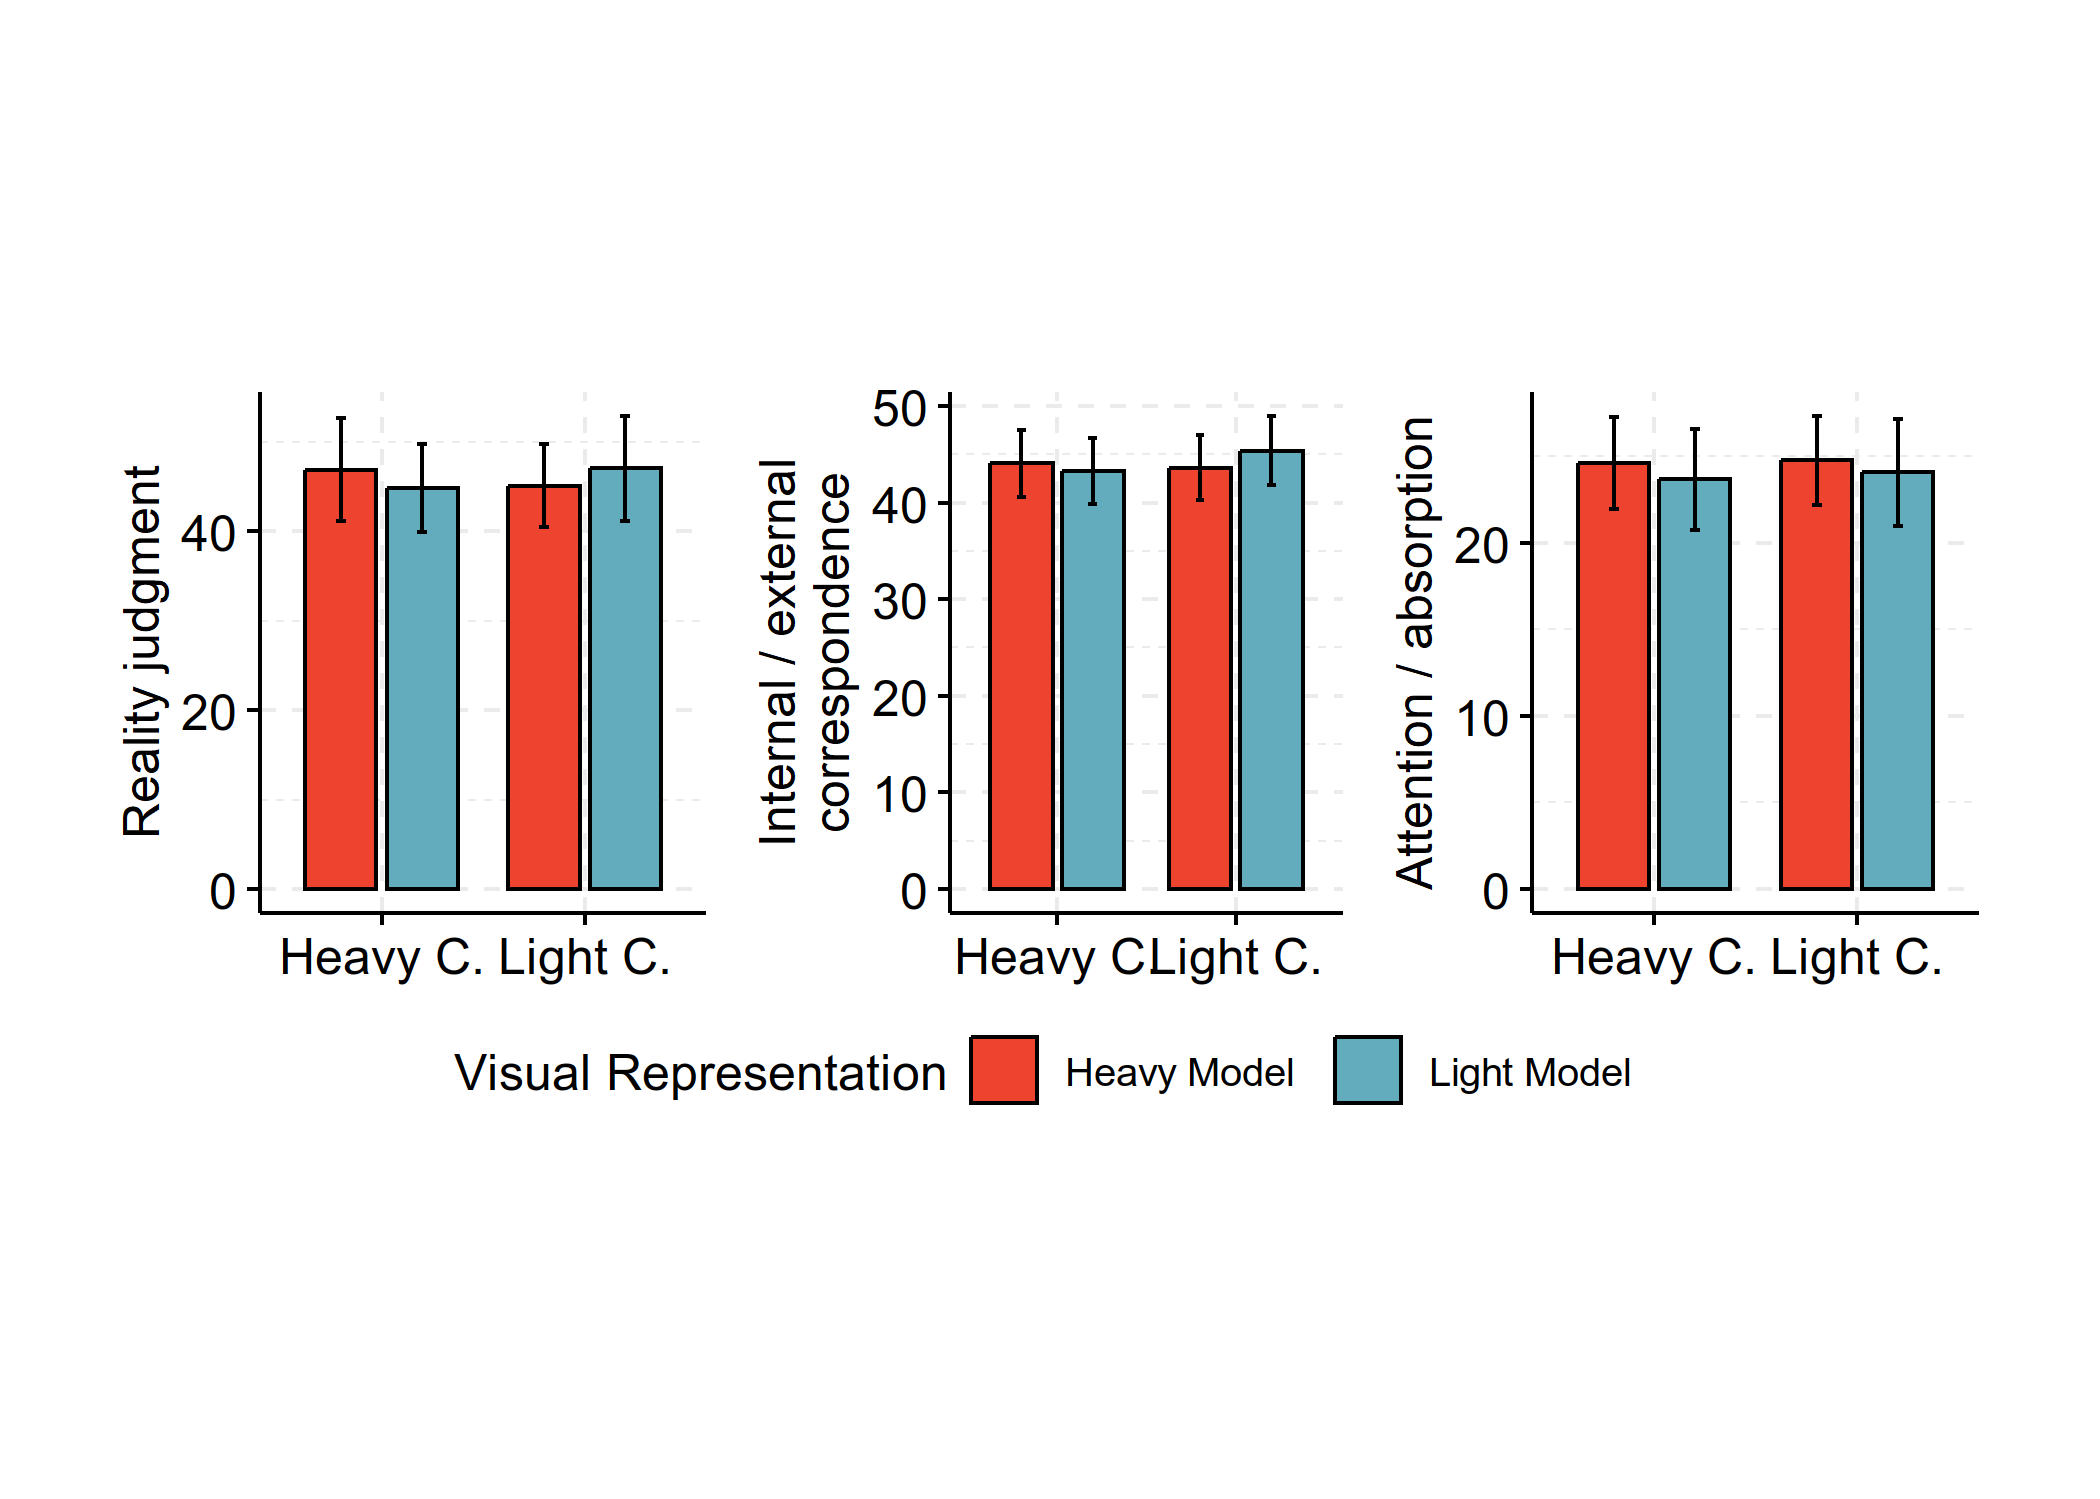 Reality judgment
40
20
0
Heavy C. Light C.
Internal / external
correspondence
50
40
30
20
10
0
Heavy C. Light C.
Attention / absorption
20
10
0
Heavy C. Light C.
Visual Representation Heavy Model Light Model